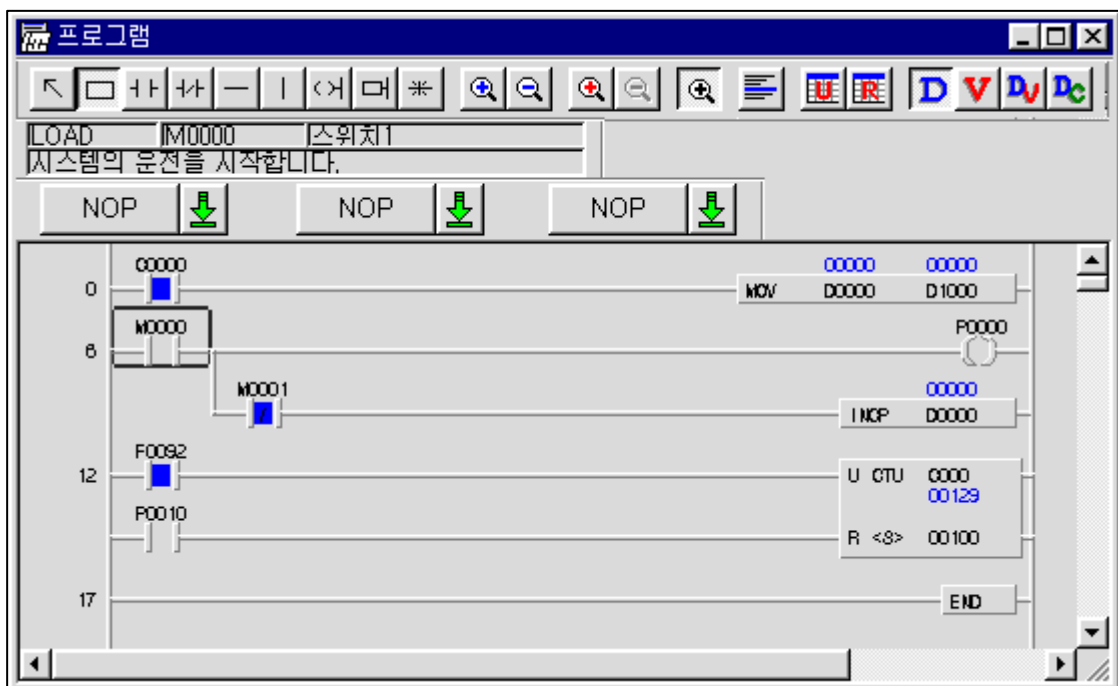 프로그램
U R D V DV DC
LOAD M0000 스위치1
시스템의 운전을 시작합니다.
NOP NOP NOP
C0000 00000 00000
0 MOV D0000 D1000
M0000 P0000
6
M0001 00000
INCP D0000
F0092
12 U CTU C000
00129
P0010
R <S> 00100
17 END